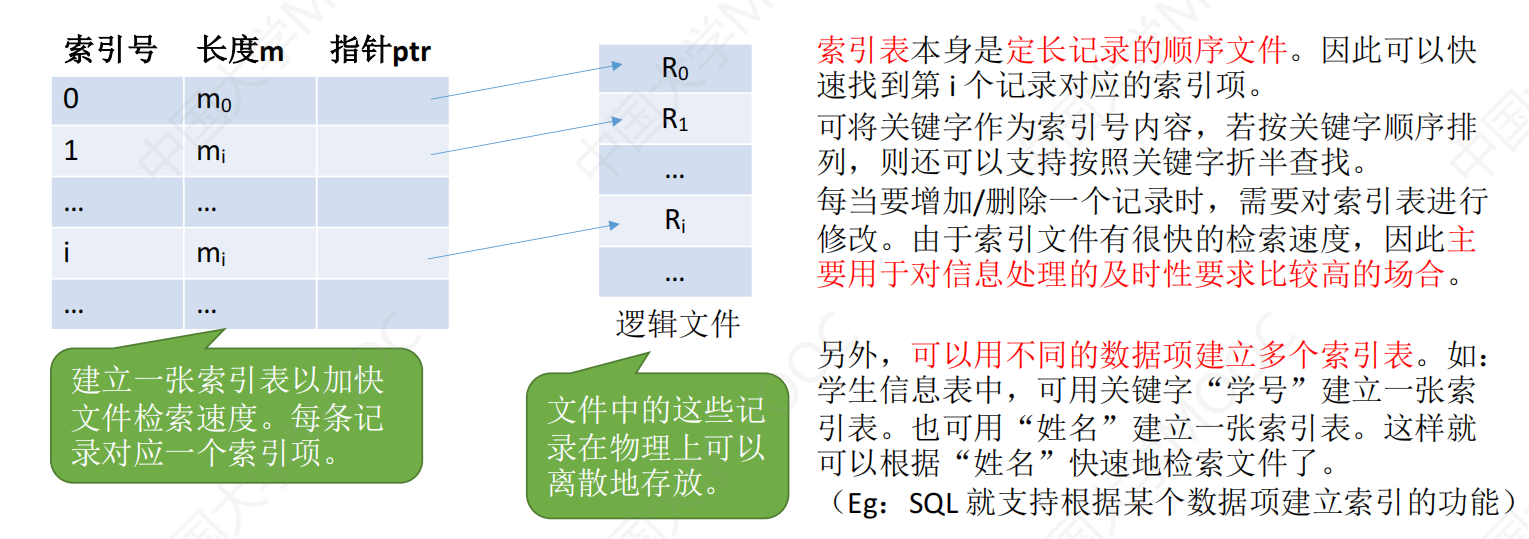 索引号 长度m 指针ptr
0 m0
1 mi
... ...
i mi
... ...
R0
R1
...
Ri
...
逻辑文件
建立一张索引表以加快
文件检索速度。每条记
录对应一个索引项。
文件中的这些记
录在物理上可以
离散地存放。
索引表本身是定长记录的顺序文件。因此可以快
速找到第 i 个记录对应的索引项。
可将关键字作为索引号内容，若按关键字顺序排
列，则还可以支持按照关键字折半查找。
每当要增加/删除一个记录时，需要对索引表进行
修改。由于索引文件有很快的检索速度，因此主
要用于对信息处理的及时性要求比较高的场合。
另外，可以用不同的数据项建立多个索引表。如：
学生信息表中，可用关键字“学号”建立一张索
引表。也可用“姓名”建立一张索引表。这样就
可以根据“姓名”快速地检索文件了。
（Eg：SQL 就支持根据某个数据项建立索引的功能）